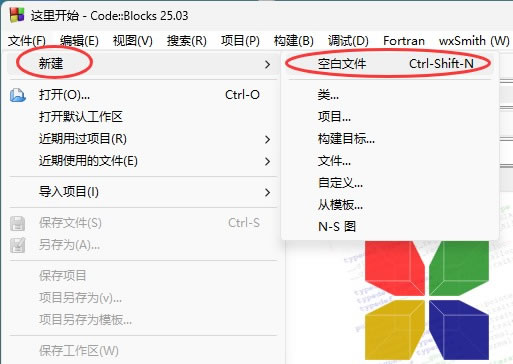 这里开始 - Code::Blocks 25.03
文件(F) 编辑(E) 视图(V) 搜索(R) 项目(P) 构建(B) 调试(D) Fortran wxSmith (W)
新建
空白文件 Ctrl-Shift-N
类...
项目...
构建目标...
文件...
自定义...
从模板...
N-S 图
打开(O)... Ctrl-O
打开默认工作区
近期用过项目(R)
近期使用的文件(E)
导入项目(I)
保存文件(S) Ctrl-S
另存为(A)...
保存项目
项目另存为(v)...
项目另存为模板...
保存工作区(W)